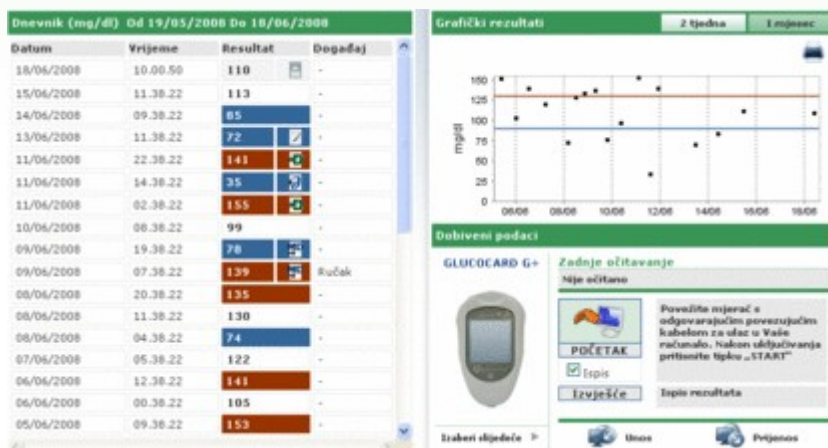 Dnevnik (mg/dl) Od 19/05/2008 Do 18/06/2008
Datum Vrijeme Resultat Događaj
18/06/2008 10.00.50 110 -
15/06/2008 11.38.22 113 -
14/06/2008 09.38.22 85 -
13/06/2008 11.38.22 72 -
11/06/2008 22.38.22 141 -
11/06/2008 14.38.22 35 -
11/06/2008 02.38.22 155 -
10/06/2008 08.38.22 99 -
09/06/2008 19.38.22 78 -
09/06/2008 07.38.22 139 Ručak
08/06/2008 20.38.22 135 -
08/06/2008 11.38.22 130 -
08/06/2008 04.38.22 74 -
07/06/2008 05.38.22 122 -
06/06/2008 12.38.22 141 -
06/06/2008 00.38.22 105 -
05/06/2008 09.38.22 153 -
Grafički rezultati 2 tjedna 1 mjesec
150
125
100
75
50
25
0
mg/dl
06/06 08/06 10/06 12/06 14/06 16/06 18/06
Dobiveni podaci
GLUCOCARD G+
Zadnje očitavanje
Nije očitano
Povežite mjerač s
odgovarajućim povezujućim
kabelom za ulaz u Vaše
računalo. Nakon uključivanja
pritisnite tipku „START"
POČETAK
Ispis
Izvješće Ispis rezultata
Izaberi slijedeće
Unos Prijenos